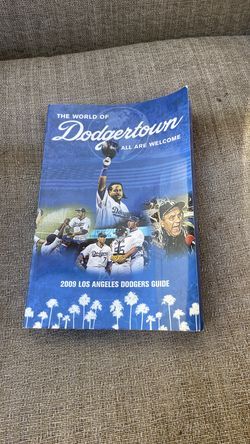 THE WORLD OF
Dodgertown
ALL ARE WELCOME
2009 LOS ANGELES DODGERS GUIDE